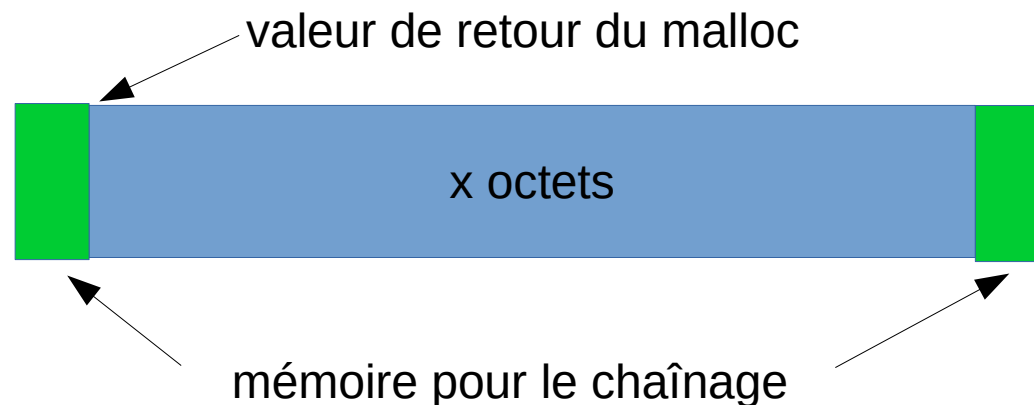 valeur de retour du malloc
x octets
mémoire pour le chaînage